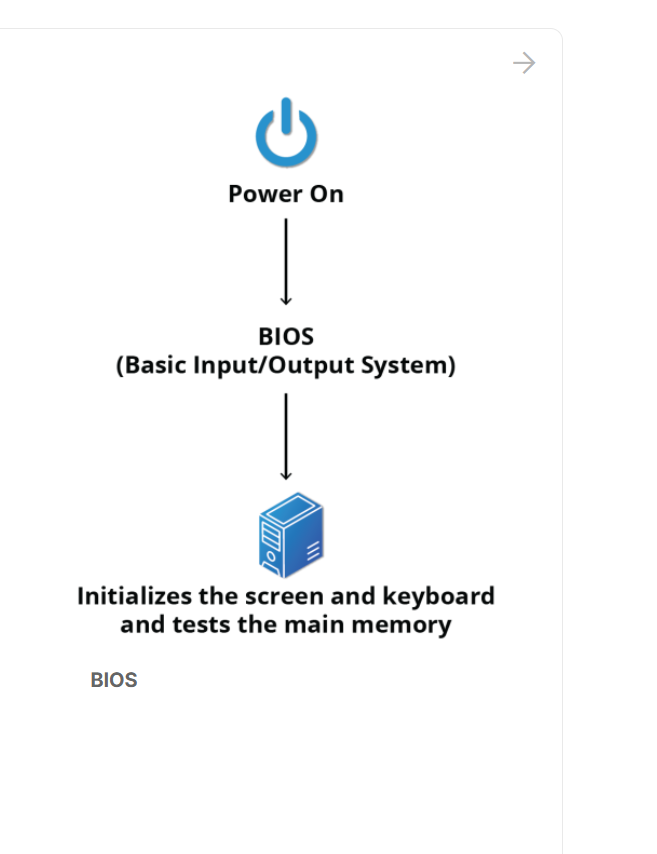 Power On
BIOS
(Basic Input/Output System)
Initializes the screen and keyboard
and tests the main memory
BIOS